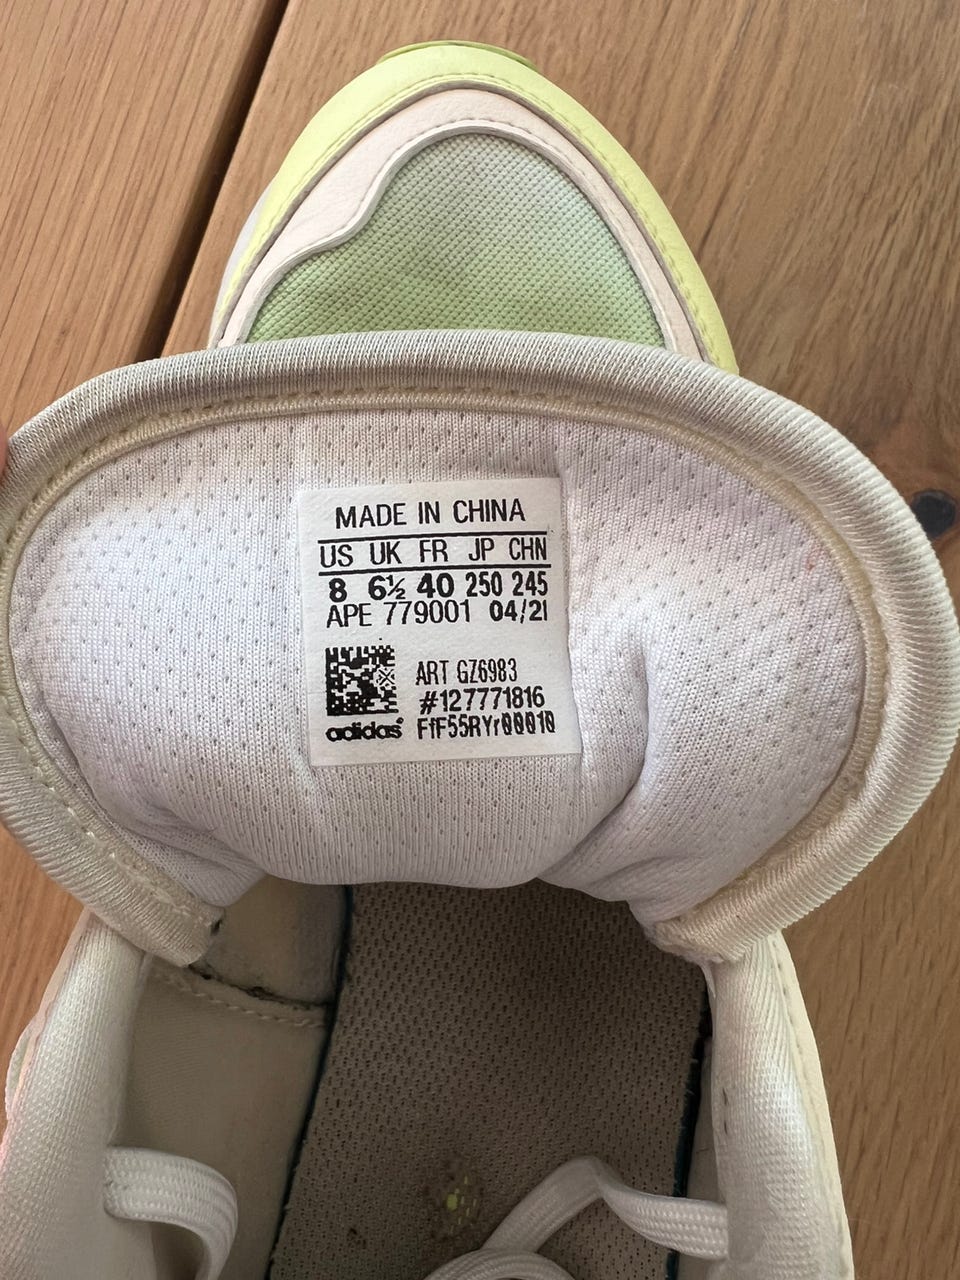 MADE IN CHINA
US UK FR JP CHN
8 6½ 40 250 245
APE 779001 04/21
ART GZ6983
#127771816
adidas FfF55RYr00010